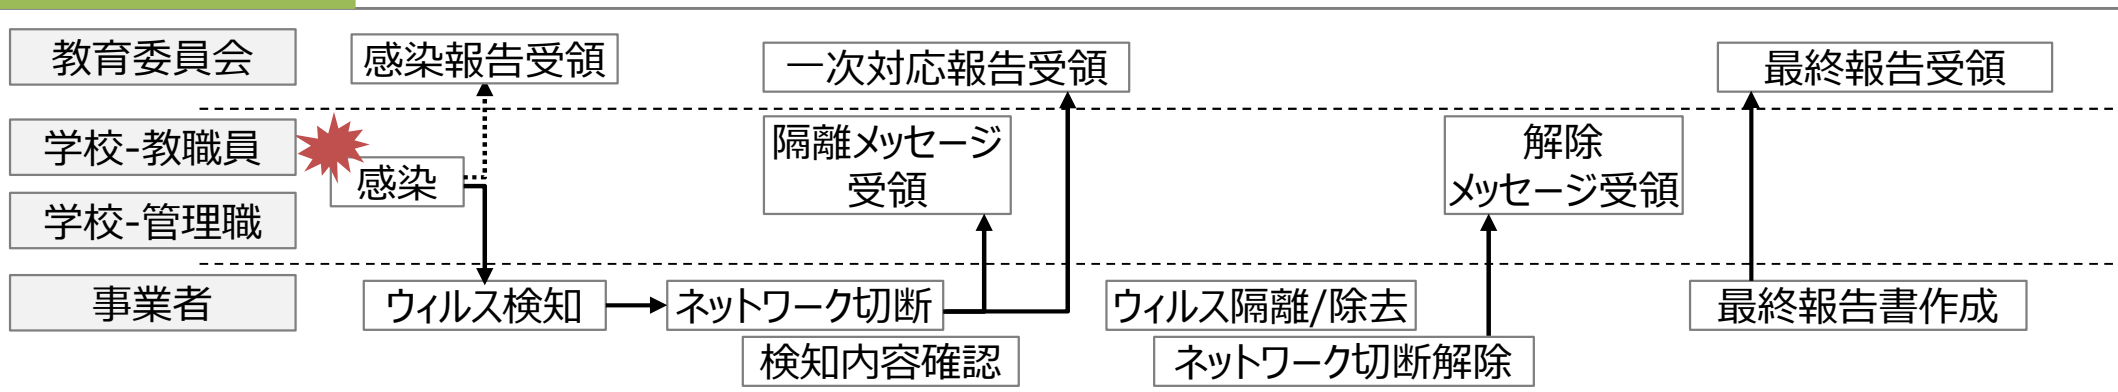 教育委員会
感染報告受領
一次対応報告受領
最終報告受領
学校-教職員
感染
隔離メッセージ
受領
解除
メッセージ受領
学校-管理職
事業者
ウィルス検知
ネットワーク切断
ウィルス隔離/除去
最終報告書作成
検知内容確認
ネットワーク切断解除